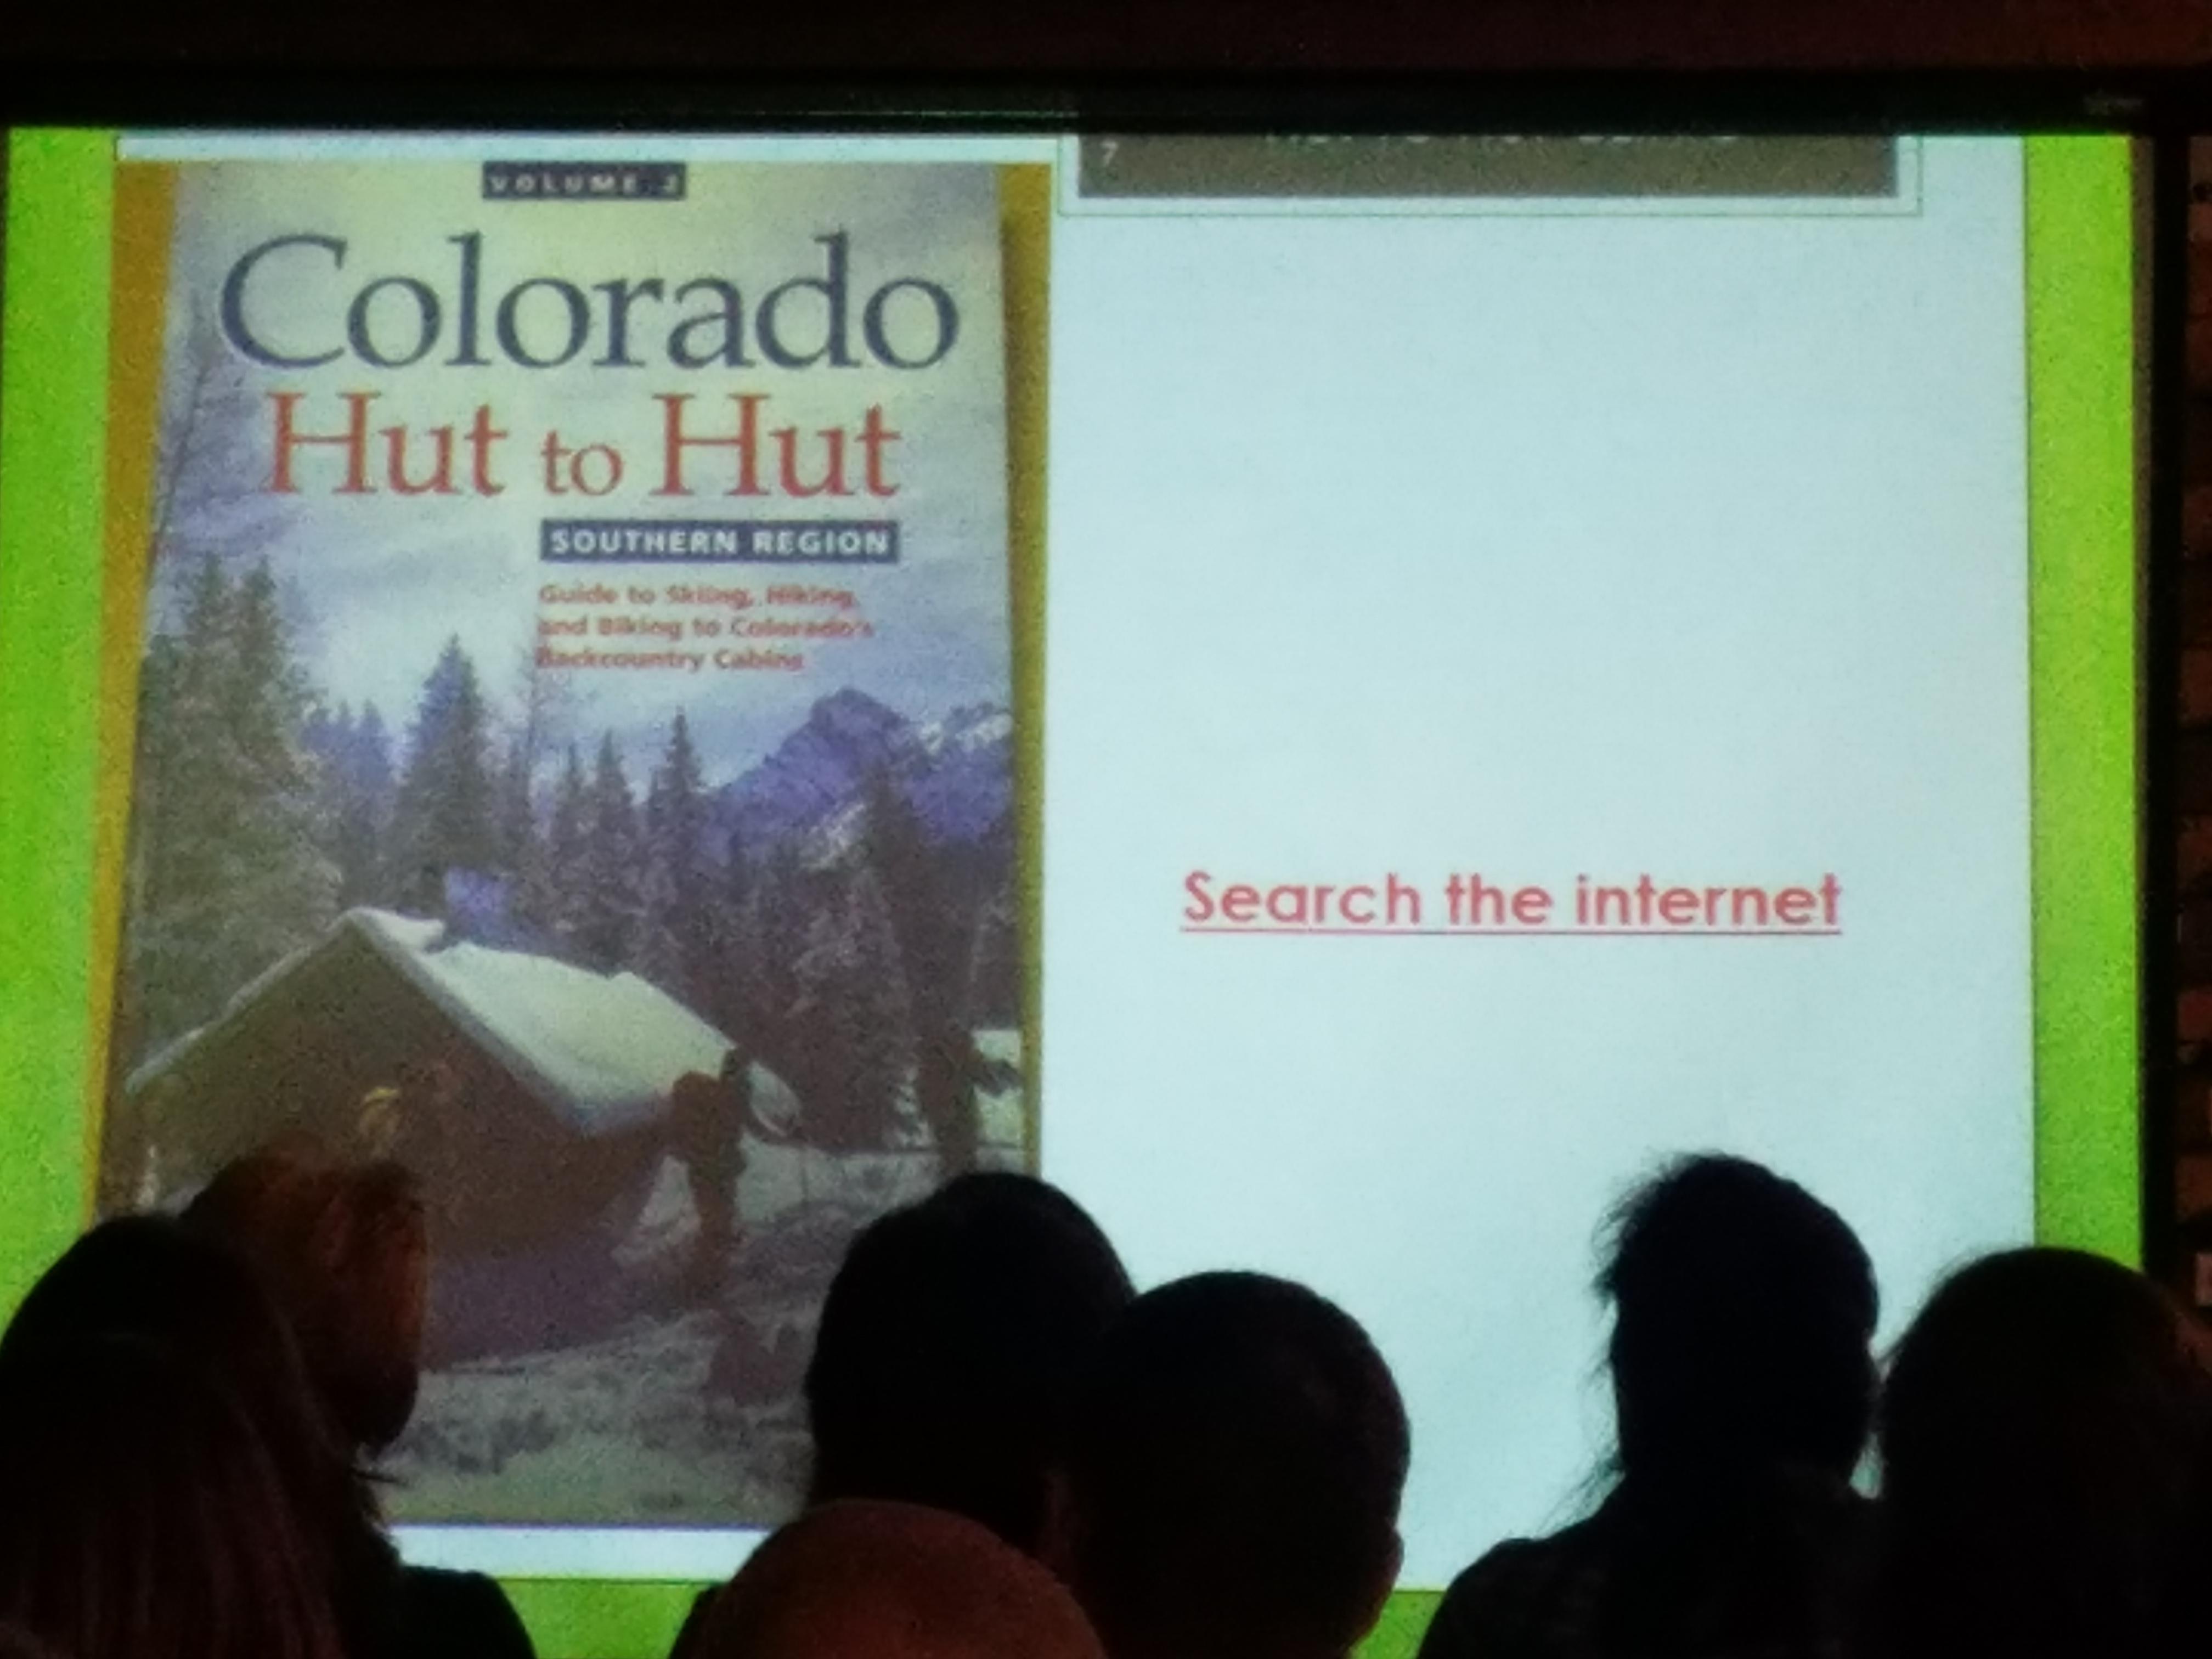 VOLUME 2
Colorado
Hut to Hut
SOUTHERN REGION
Guide to Skiing, Hiking,
and Biking to Colorado's
Backcountry Cabins
7
Search the internet